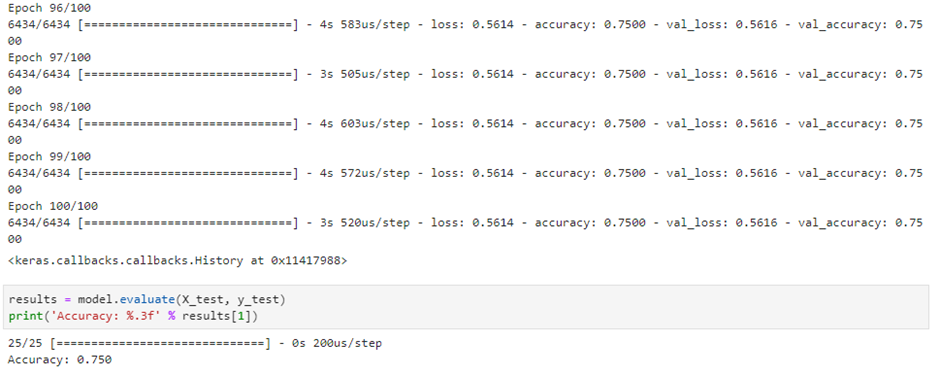 Epoch 96/100
6434/6434 [==============================] - 4s 583us/step - loss: 0.5614 - accuracy: 0.7500 - val_loss: 0.5616 - val_accuracy: 0.75
00
Epoch 97/100
6434/6434 [==============================] - 3s 505us/step - loss: 0.5614 - accuracy: 0.7500 - val_loss: 0.5616 - val_accuracy: 0.75
00
Epoch 98/100
6434/6434 [==============================] - 4s 603us/step - loss: 0.5614 - accuracy: 0.7500 - val_loss: 0.5616 - val_accuracy: 0.75
00
Epoch 99/100
6434/6434 [==============================] - 4s 572us/step - loss: 0.5614 - accuracy: 0.7500 - val_loss: 0.5616 - val_accuracy: 0.75
00
Epoch 100/100
6434/6434 [==============================] - 3s 520us/step - loss: 0.5614 - accuracy: 0.7500 - val_loss: 0.5616 - val_accuracy: 0.75
00
<keras.callbacks.callbacks.History at 0x11417988>
results = model.evaluate(X_test, y_test)
print('Accuracy: %.3f' % results[1])
25/25 [==============================] - 0s 200us/step
Accuracy: 0.750